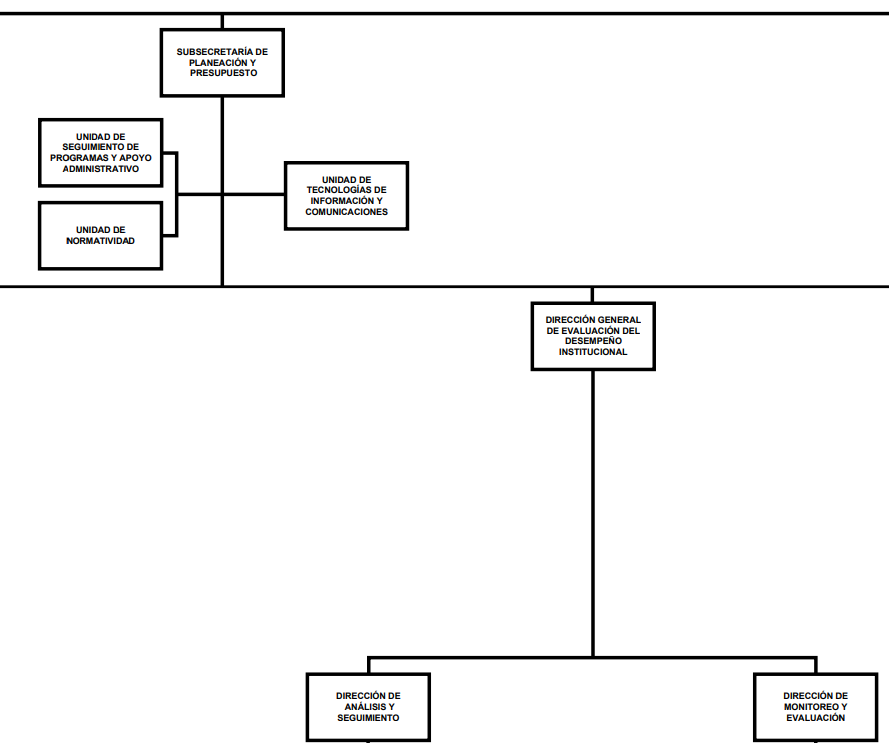 SUBSECRETARÍA DE
PLANEACIÓN Y
PRESUPUESTO
UNIDAD DE
SEGUIMIENTO DE
PROGRAMAS Y APOYO
ADMINISTRATIVO
UNIDAD DE
TECNOLOGÍAS DE
INFORMACIÓN Y
COMUNICACIONES
UNIDAD DE
NORMATIVIDAD
DIRECCIÓN GENERAL
DE EVALUACIÓN DEL
DESEMPEÑO
INSTITUCIONAL
DIRECCIÓN DE
ANÁLISIS Y
SEGUIMIENTO
DIRECCIÓN DE
MONITOREO Y
EVALUACIÓN